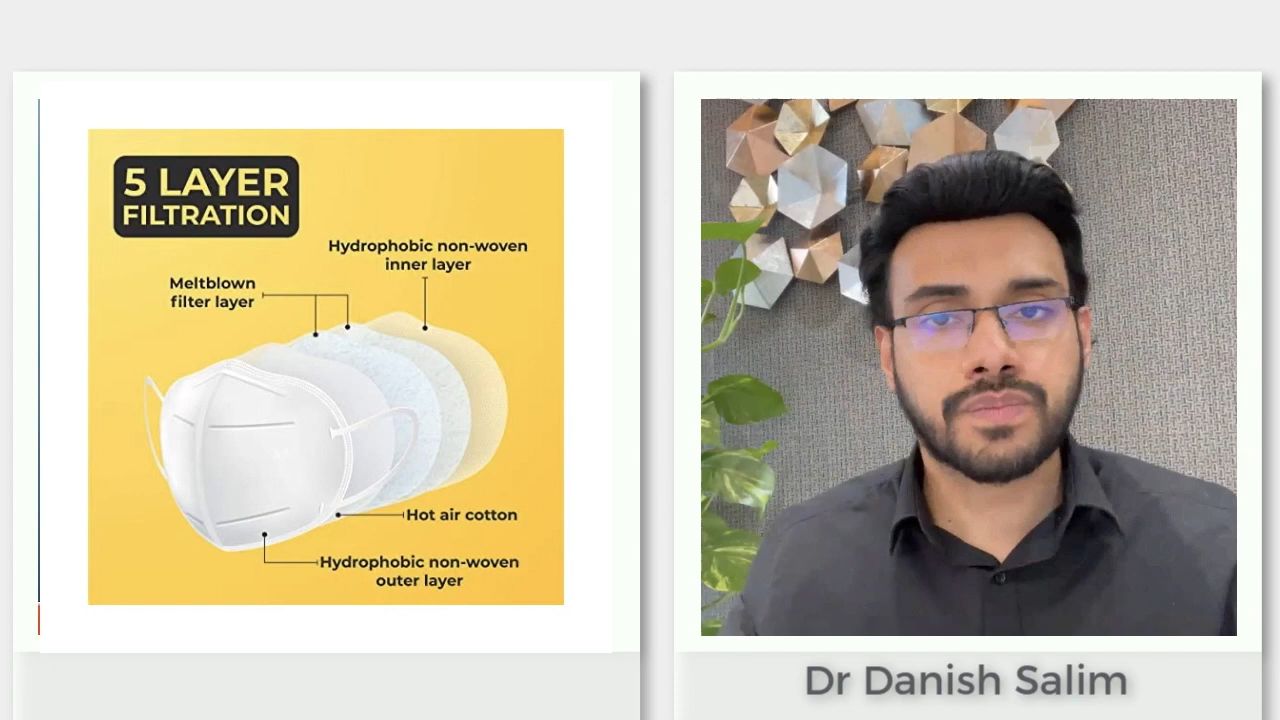 5 LAYER
FILTRATION
Hydrophobic non-woven
inner layer
Meltblown
filter layer
Hot air cotton
Hydrophobic non-woven
outer layer
Dr Danish Salim